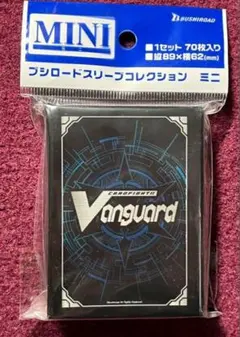 MINI
BUSHIROAD
■1セット 70枚入り
■縦89×横62(mm)
ブシロードスリーブコレクション ミニ
CARDFIGHT!!
Vanguard